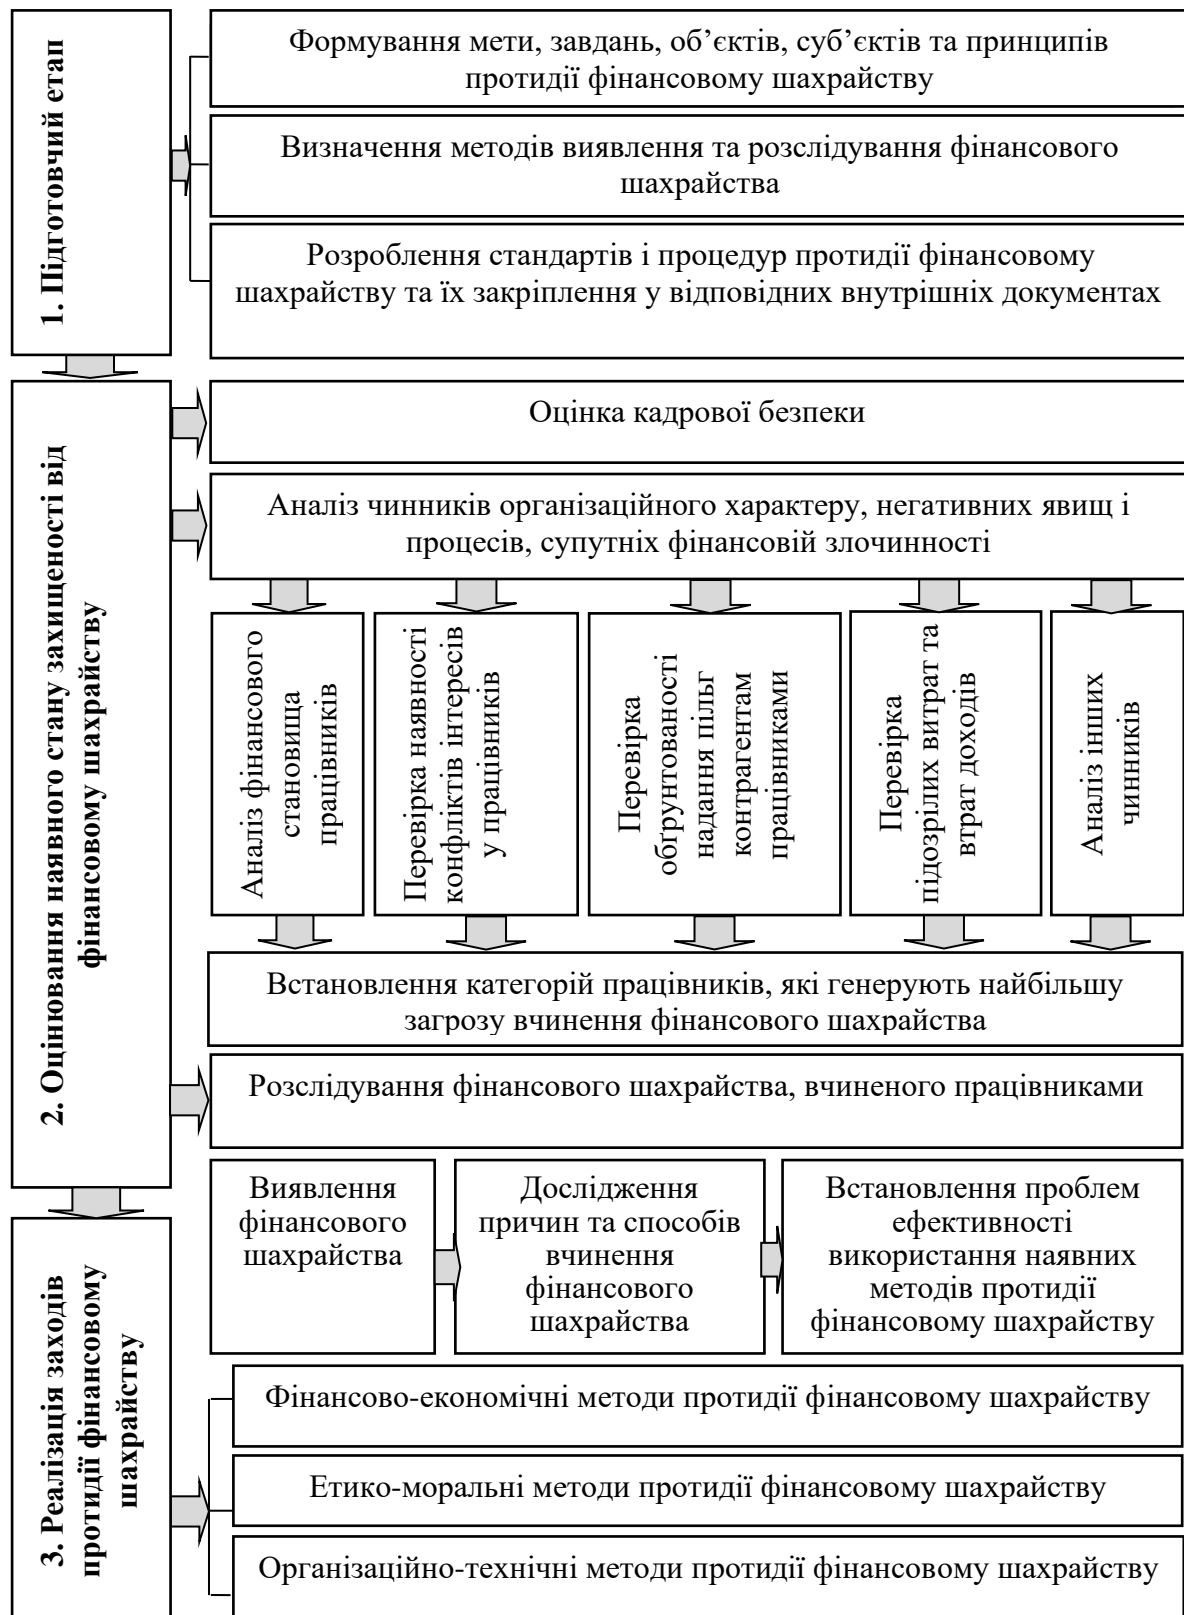 1. Підготовчий етап
Формування мети, завдань, об’єктів, суб’єктів та принципів
протидії фінансовому шахрайству
Визначення методів виявлення та розслідування фінансового
шахрайства
Розроблення стандартів і процедур протидії фінансовому
шахрайству та їх закріплення у відповідних внутрішніх документах
2. Оцінювання наявного стану захищеності від
фінансовому шахрайству
Оцінка кадрової безпеки
Аналіз чинників організаційного характеру, негативних явищ і
процесів, супутніх фінансовій злочинності
Аналіз фінансового
становища
працівників
Перевірка наявності
конфліктів інтересів
у працівників
Перевірка
обґрунтованості
надання пільг
контрагентам
працівниками
Перевірка
підозрілих витрат та
втрат доходів
Аналіз інших
чинників
Встановлення категорій працівників, які генерують найбільшу
загрозу вчинення фінансового шахрайства
Розслідування фінансового шахрайства, вчиненого працівниками
Виявлення
фінансового
шахрайства
Дослідження
причин та способів
вчинення
фінансового
шахрайства
Встановлення проблем
ефективності
використання наявних
методів протидії
фінансовому шахрайству
3. Реалізація заходів
протидії фінансовому
шахрайству
Фінансово-економічні методи протидії фінансовому шахрайству
Етико-моральні методи протидії фінансовому шахрайству
Організаційно-технічні методи протидії фінансовому шахрайству